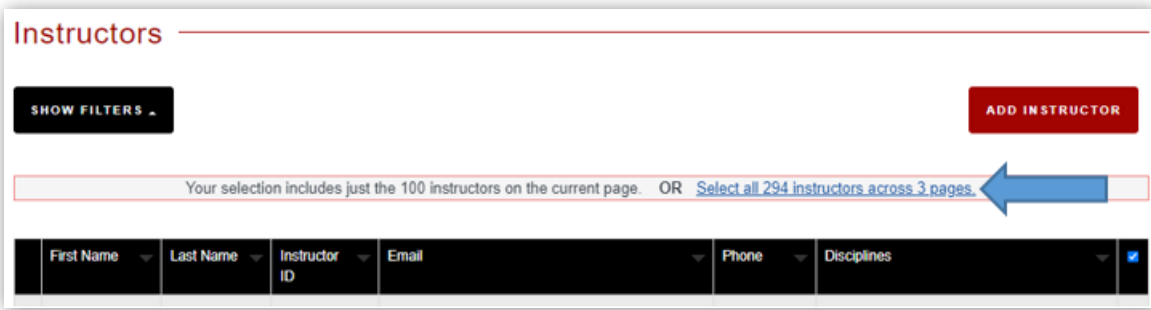 Instructors
SHOW FILTERS
ADD INSTRUCTOR
Your selection includes just the 100 instructors on the current page. OR Select all 294 instructors across 3 pages.
First Name Last Name Instructor ID Email Phone Disciplines